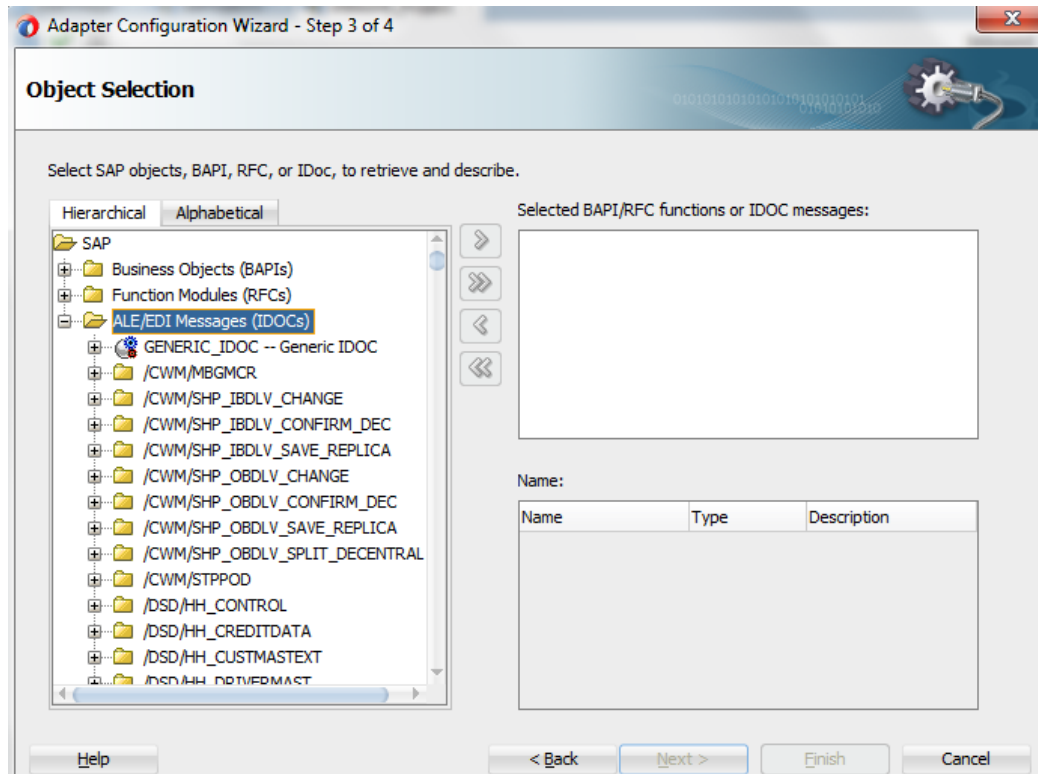 Adapter Configuration Wizard - Step 3 of 4
Object Selection
Select SAP objects, BAPI, RFC, or IDoc, to retrieve and describe.
Hierarchical Alphabetical
SAP
Business Objects (BAPIs)
Function Modules (RFCs)
ALE/EDI Messages (IDOCs)
GENERIC_IDOC -- Generic IDOC
/CWM/MBGMCR
/CWM/SHP_IBDLV_CHANGE
/CWM/SHP_IBDLV_CONFIRM_DEC
/CWM/SHP_IBDLV_SAVE_REPLICA
/CWM/SHP_OBDLV_CHANGE
/CWM/SHP_OBDLV_CONFIRM_DEC
/CWM/SHP_OBDLV_SAVE_REPLICA
/CWM/SHP_OBDLV_SPLIT_DECENTRAL
/CWM/STPPOD
/DSD/HH_CONTROL
/DSD/HH_CREDITDATA
/DSD/HH_CUSTMASTEXT
/DSD/HH_DRIVERMAST
Selected BAPI/RFC functions or IDOC messages:
Name:
Name Type Description
Help < Back Next > Finish Cancel